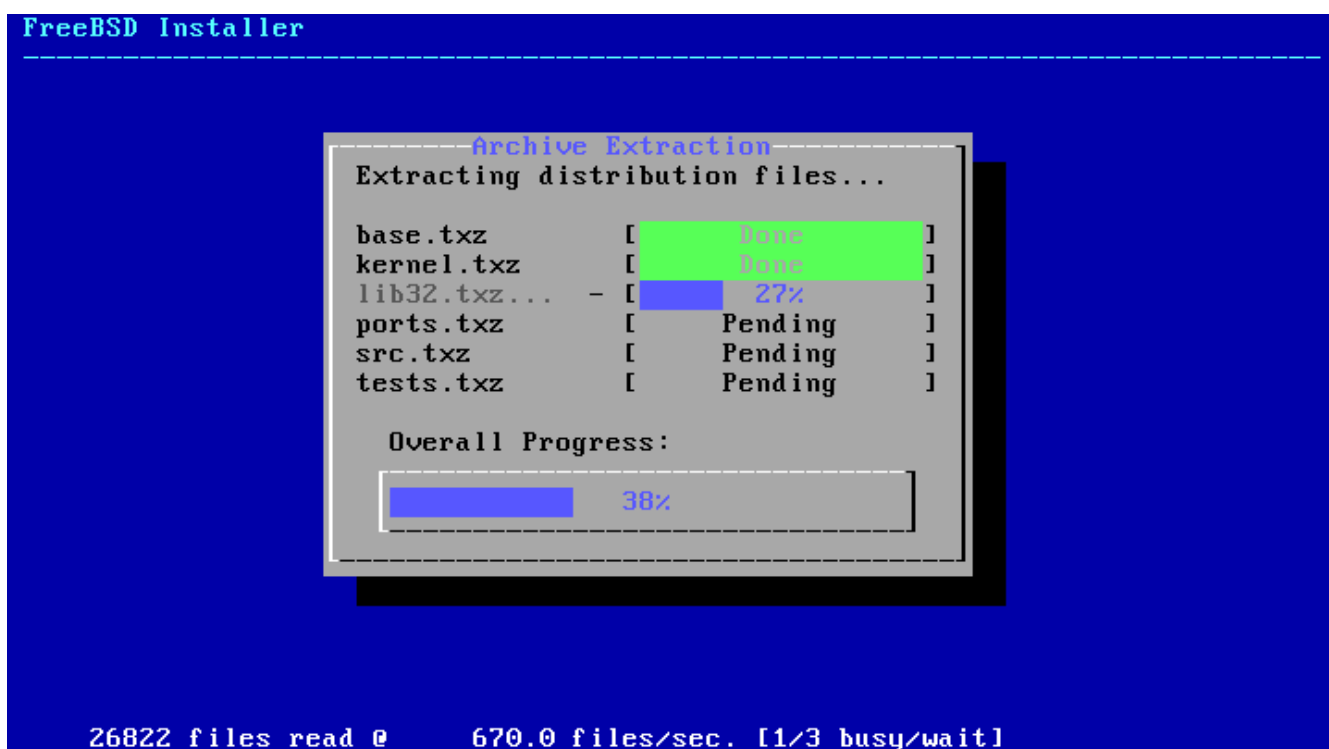 FreeBSD Installer
Archive Extraction
Extracting distribution files...
base.txz [ Done ]
kernel.txz [ Done ]
lib32.txz... - [ 27% ]
ports.txz [ Pending ]
src.txz [ Pending ]
tests.txz [ Pending ]
Overall Progress:
38%
26822 files read @ 670.0 files/sec. [1/3 busy/wait]